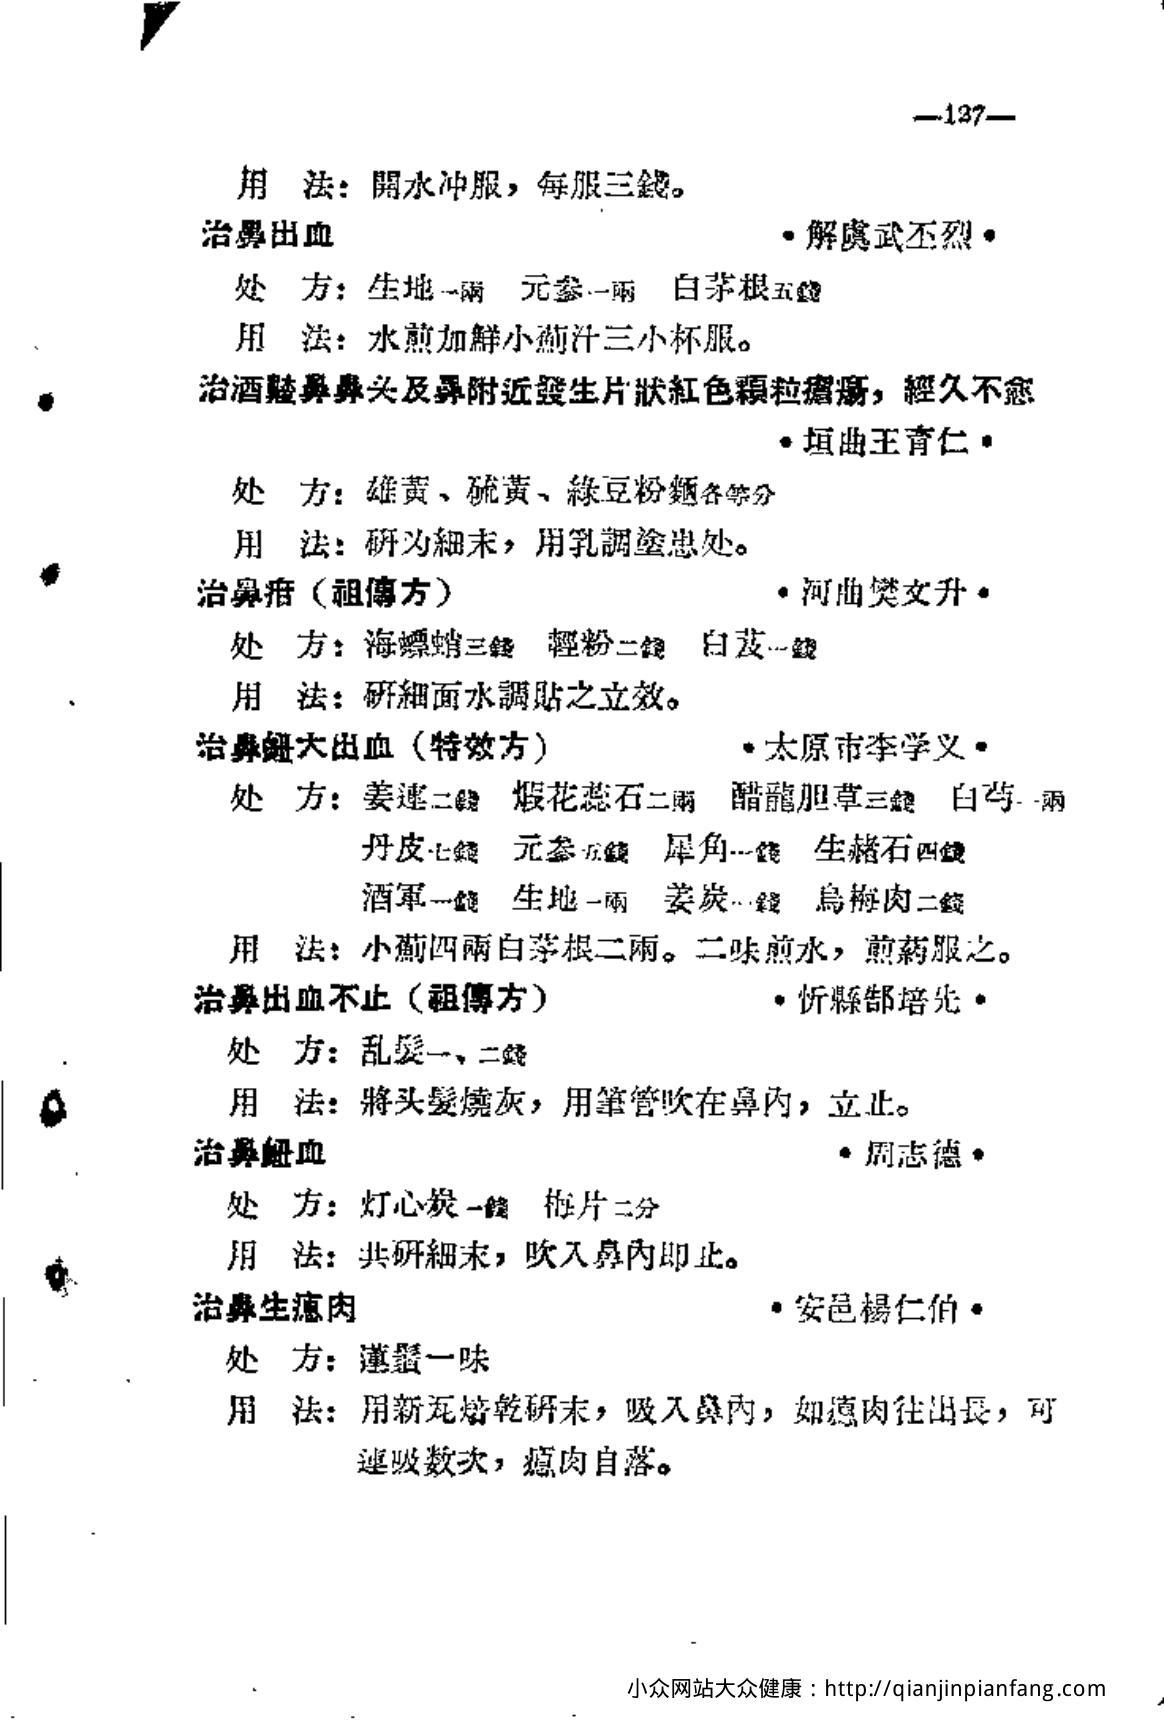 —127—
用　法：開水冲服，每服三錢。
治鼻出血　•解虞武丕烈•
处　方：生地一兩　元参一兩　白茅根五錢
用　法：水煎加鮮小薊汁三小杯服。
治酒齄鼻鼻头及鼻附近發生片狀紅色顆粒瘡瘍，經久不愈
•垣曲王育仁•
处　方：雄黃、硫黃、綠豆粉麵各等分
用　法：研为細末，用乳調塗患处。
治鼻疳（祖傳方）　•河曲樊文升•
处　方：海螵蛸三錢　輕粉二錢　白芨一錢
用　法：研細面水調貼之立效。
治鼻衄大出血（特效方）　•太原市李学义•
处　方：姜連二錢　煅花蕊石二兩　醋龍胆草三錢　白芍一兩
丹皮七錢　元参五錢　犀角一錢　生赭石四錢
酒軍一錢　生地一兩　姜炭一錢　烏梅肉二錢
用　法：小薊四兩白茅根二兩。二味煎水，煎葯服之。
治鼻出血不止（祖傳方）　•忻縣郜培先•
处　方：乱髮一、二錢
用　法：將头髮燒灰，用筆管吹在鼻內，立止。
治鼻衄血　•周志德•
处　方：灯心炭一錢　梅片二分
用　法：共研細末，吹入鼻內即止。
治鼻生瘜肉　•安邑楊仁伯•
处　方：蓮鬚一味
用　法：用新瓦焙乾研末，吸入鼻內，如瘜肉往出長，可
連吸数次，瘜肉自落。
小众网站大众健康：http://qianjinpianfang.com